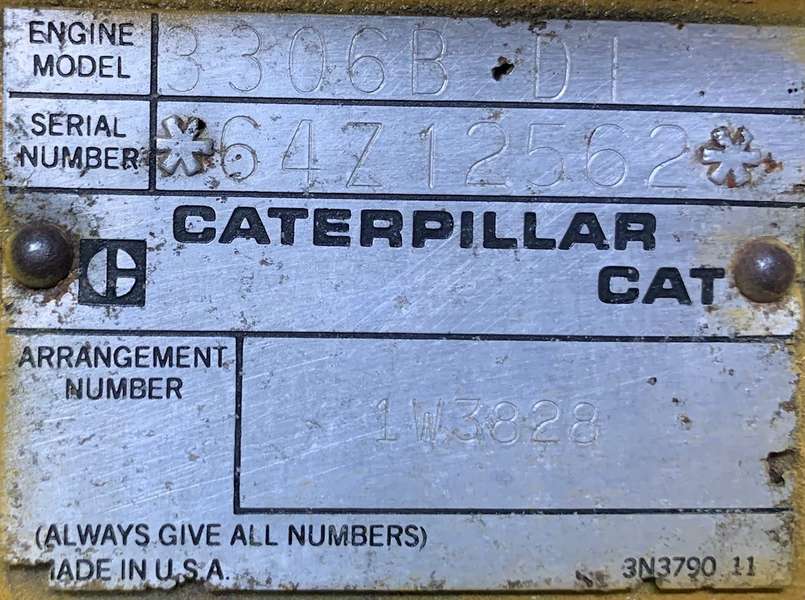 ENGINE MODEL 3306B DI
SERIAL NUMBER *64Z12562*
CATERPILLAR
CAT
ARRANGEMENT NUMBER
1W3828
(ALWAYS GIVE ALL NUMBERS)
MADE IN U.S.A. 3N3790 11